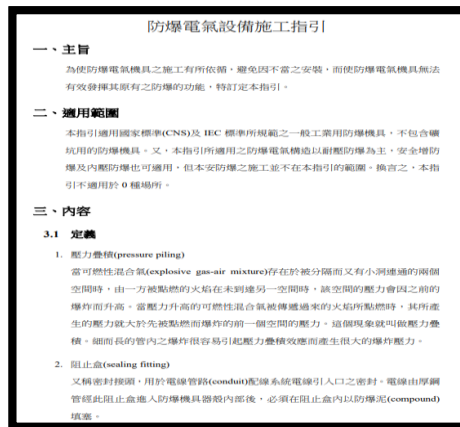 防爆電氣設備施工指引
一、主旨
為使防爆電氣機具之施工有所依循，避免因不當之安裝，而使防爆電氣機具無法
有效發揮其原有之防爆的功能，特訂定本指引。
二、適用範圍
本指引適用國家標準(CNS)及 IEC 標準所規範之一般工業用防爆機具，不包含礦
坑用的防爆機具。又，本指引所適用之防爆電氣構造以耐壓防爆為主，安全增防
爆及內壓防爆也可適用，但本安防爆之施工並不在本指引的範圍。換言之，本指
引不適用於 0 種場所。
三、內容
3.1 定義
1. 壓力疊積(pressure piling)
當可燃性混合氣(explosive gas-air mixture)存在於被分隔而又有小洞連通的兩個
空間時，由一方被點燃的火焰在未到達另一空間時，該空間的壓力會因之前的
爆炸而升高。當壓力升高的可燃性混合氣被傳遞過來的火焰所點燃時，其所產
生的壓力就大於先被點燃而爆炸的前一個空間的壓力。這個現象就叫做壓力疊
積。細而長的管內之爆炸很容易引起壓力疊積效應而產生很大的爆炸壓力。
2. 阻止盒(sealing fitting)
又稱密封接頭，用於電線管路(conduit)配線系統電線引入口之密封。電線由厚鋼
管經此阻止盒進入防爆機具器殼內部後，必須在阻止盒內以防爆泥(compound)
填塞。